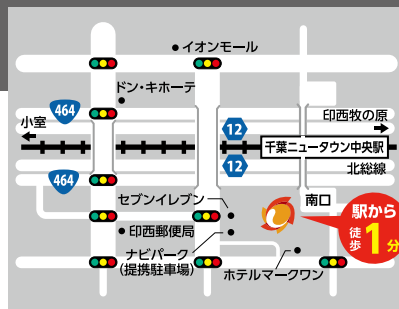 イオンモール
ドン・キホーテ
464
小室
12
印西牧の原
千葉ニュータウン中央駅
12
北総線
464
セブンイレブン
南口
駅から
徒歩1分
印西郵便局
ナビパーク
(提携駐車場)
ホテルマークワン